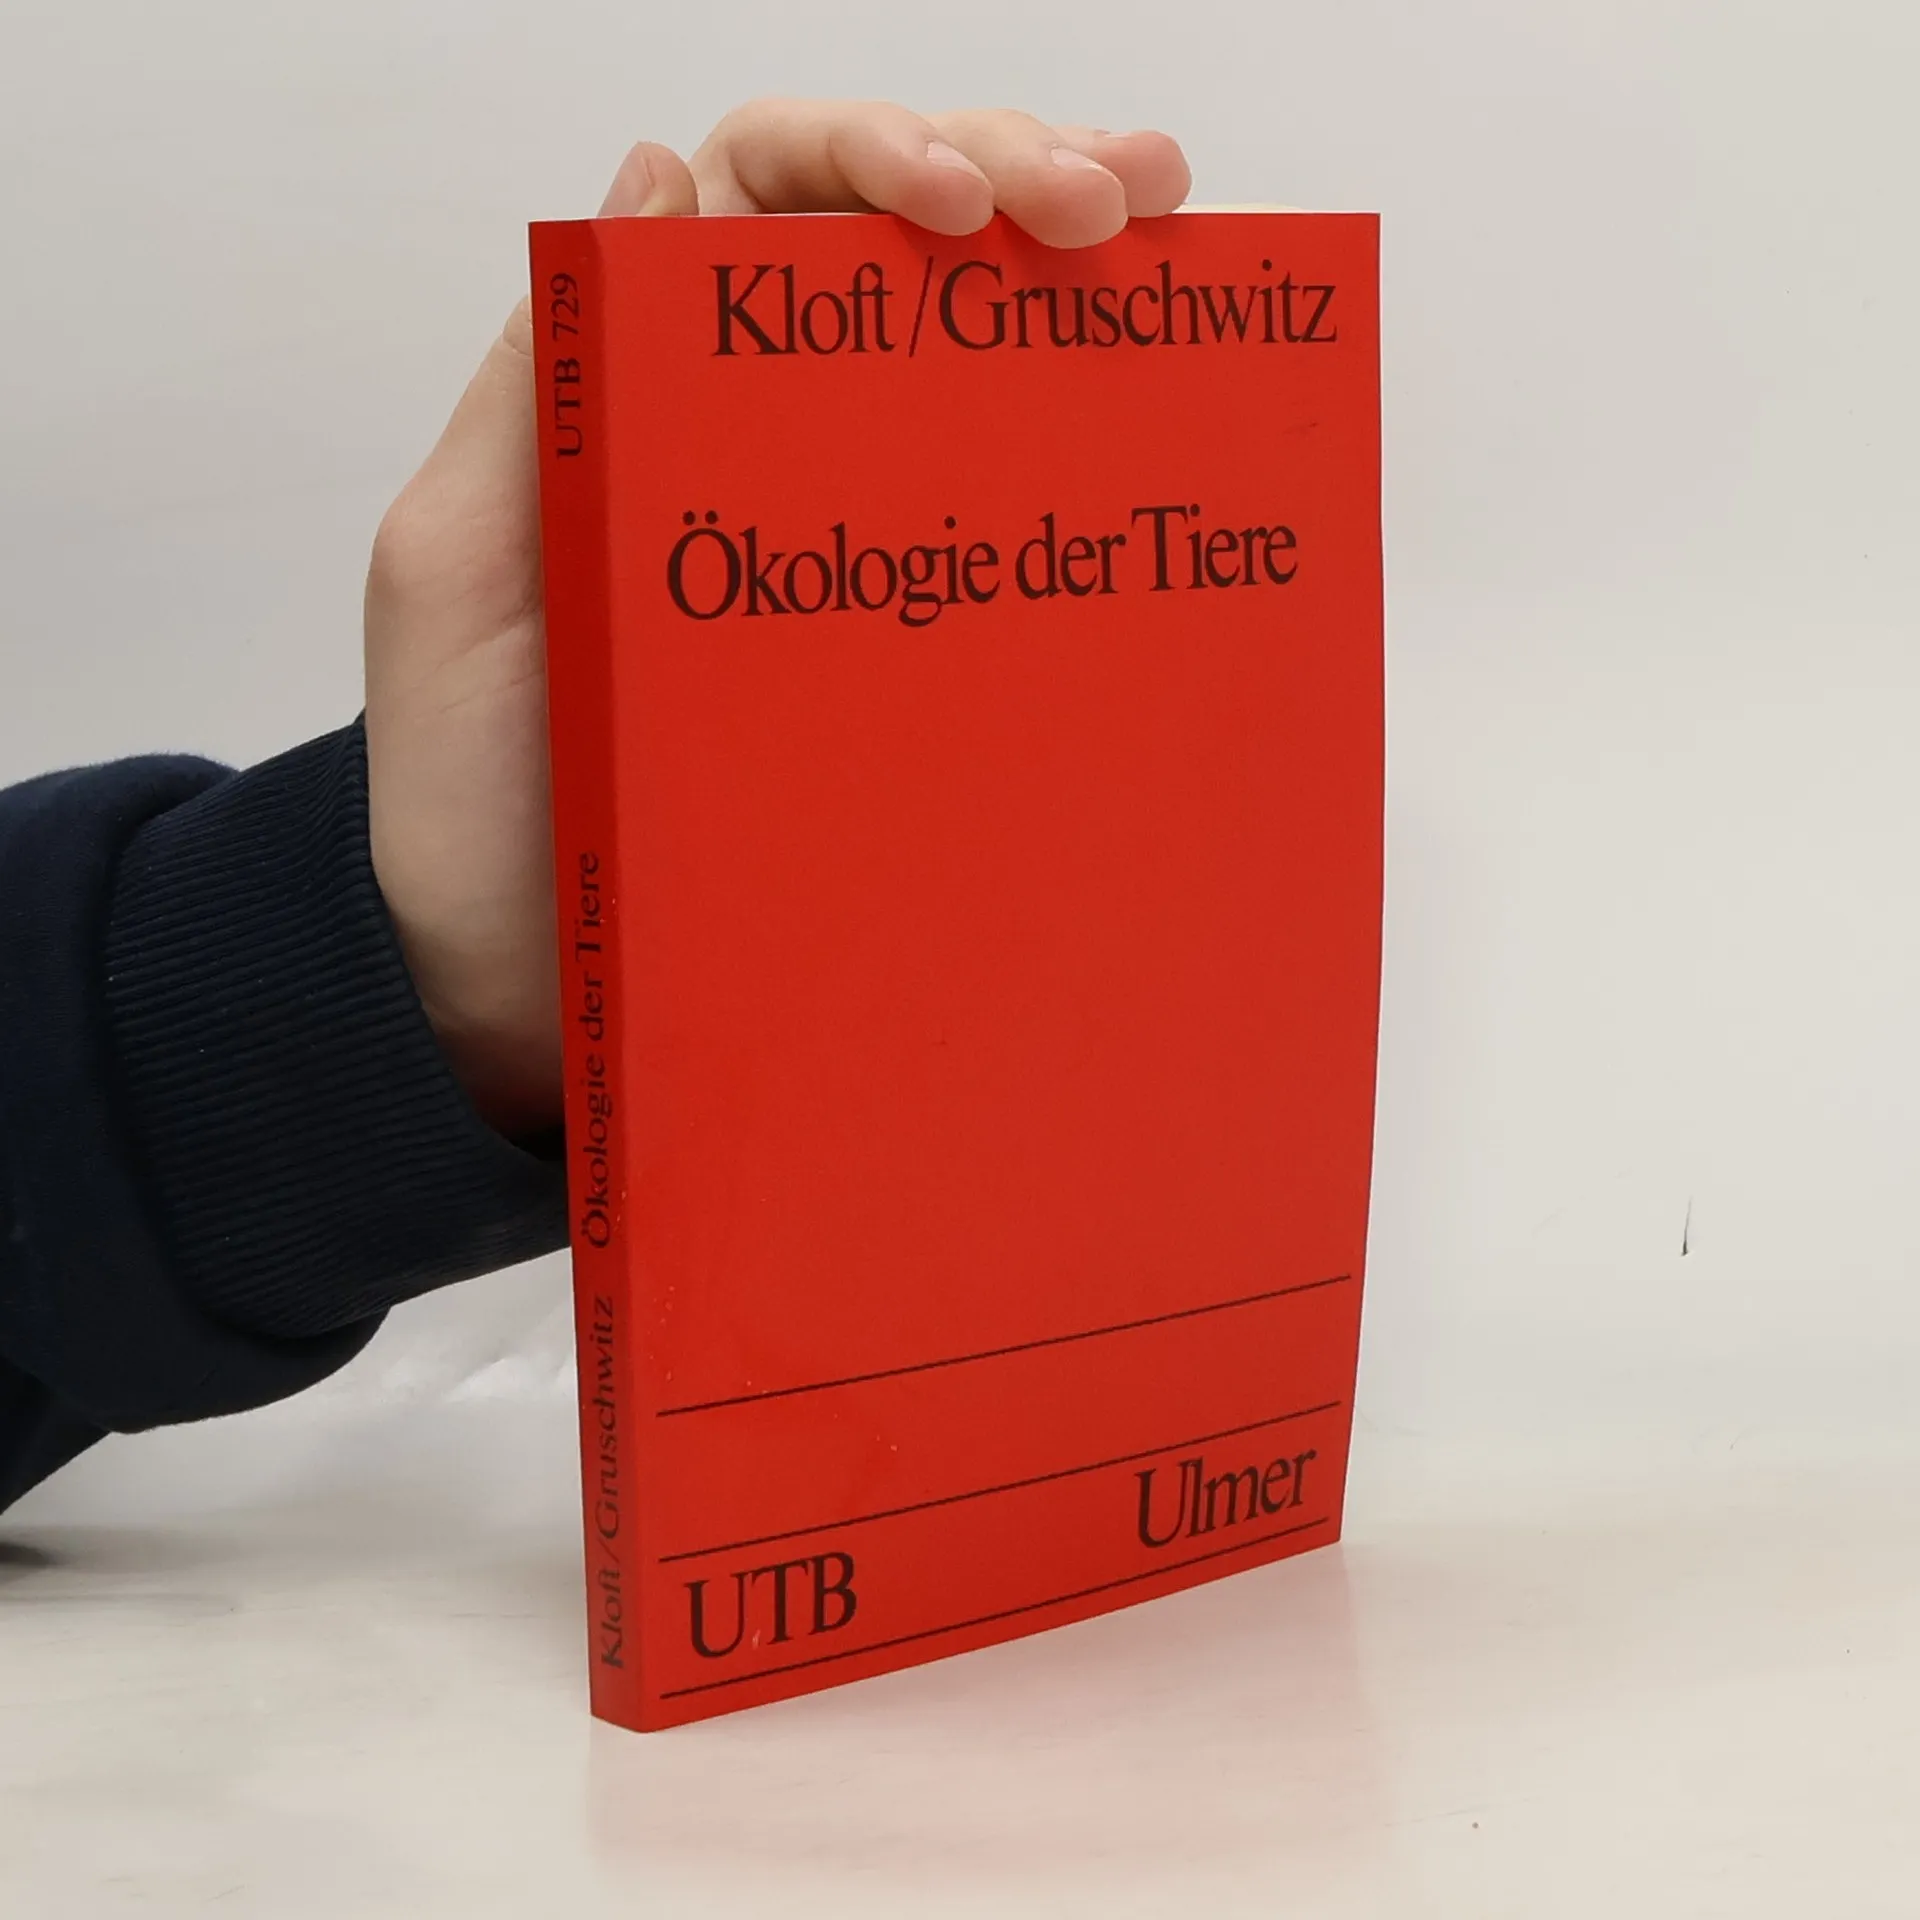 Kloft/Gruschwitz
Ökologie der Tiere
Ulmer
UTB
Kloft/Gruschwitz Ökologie der Tiere UTB 729